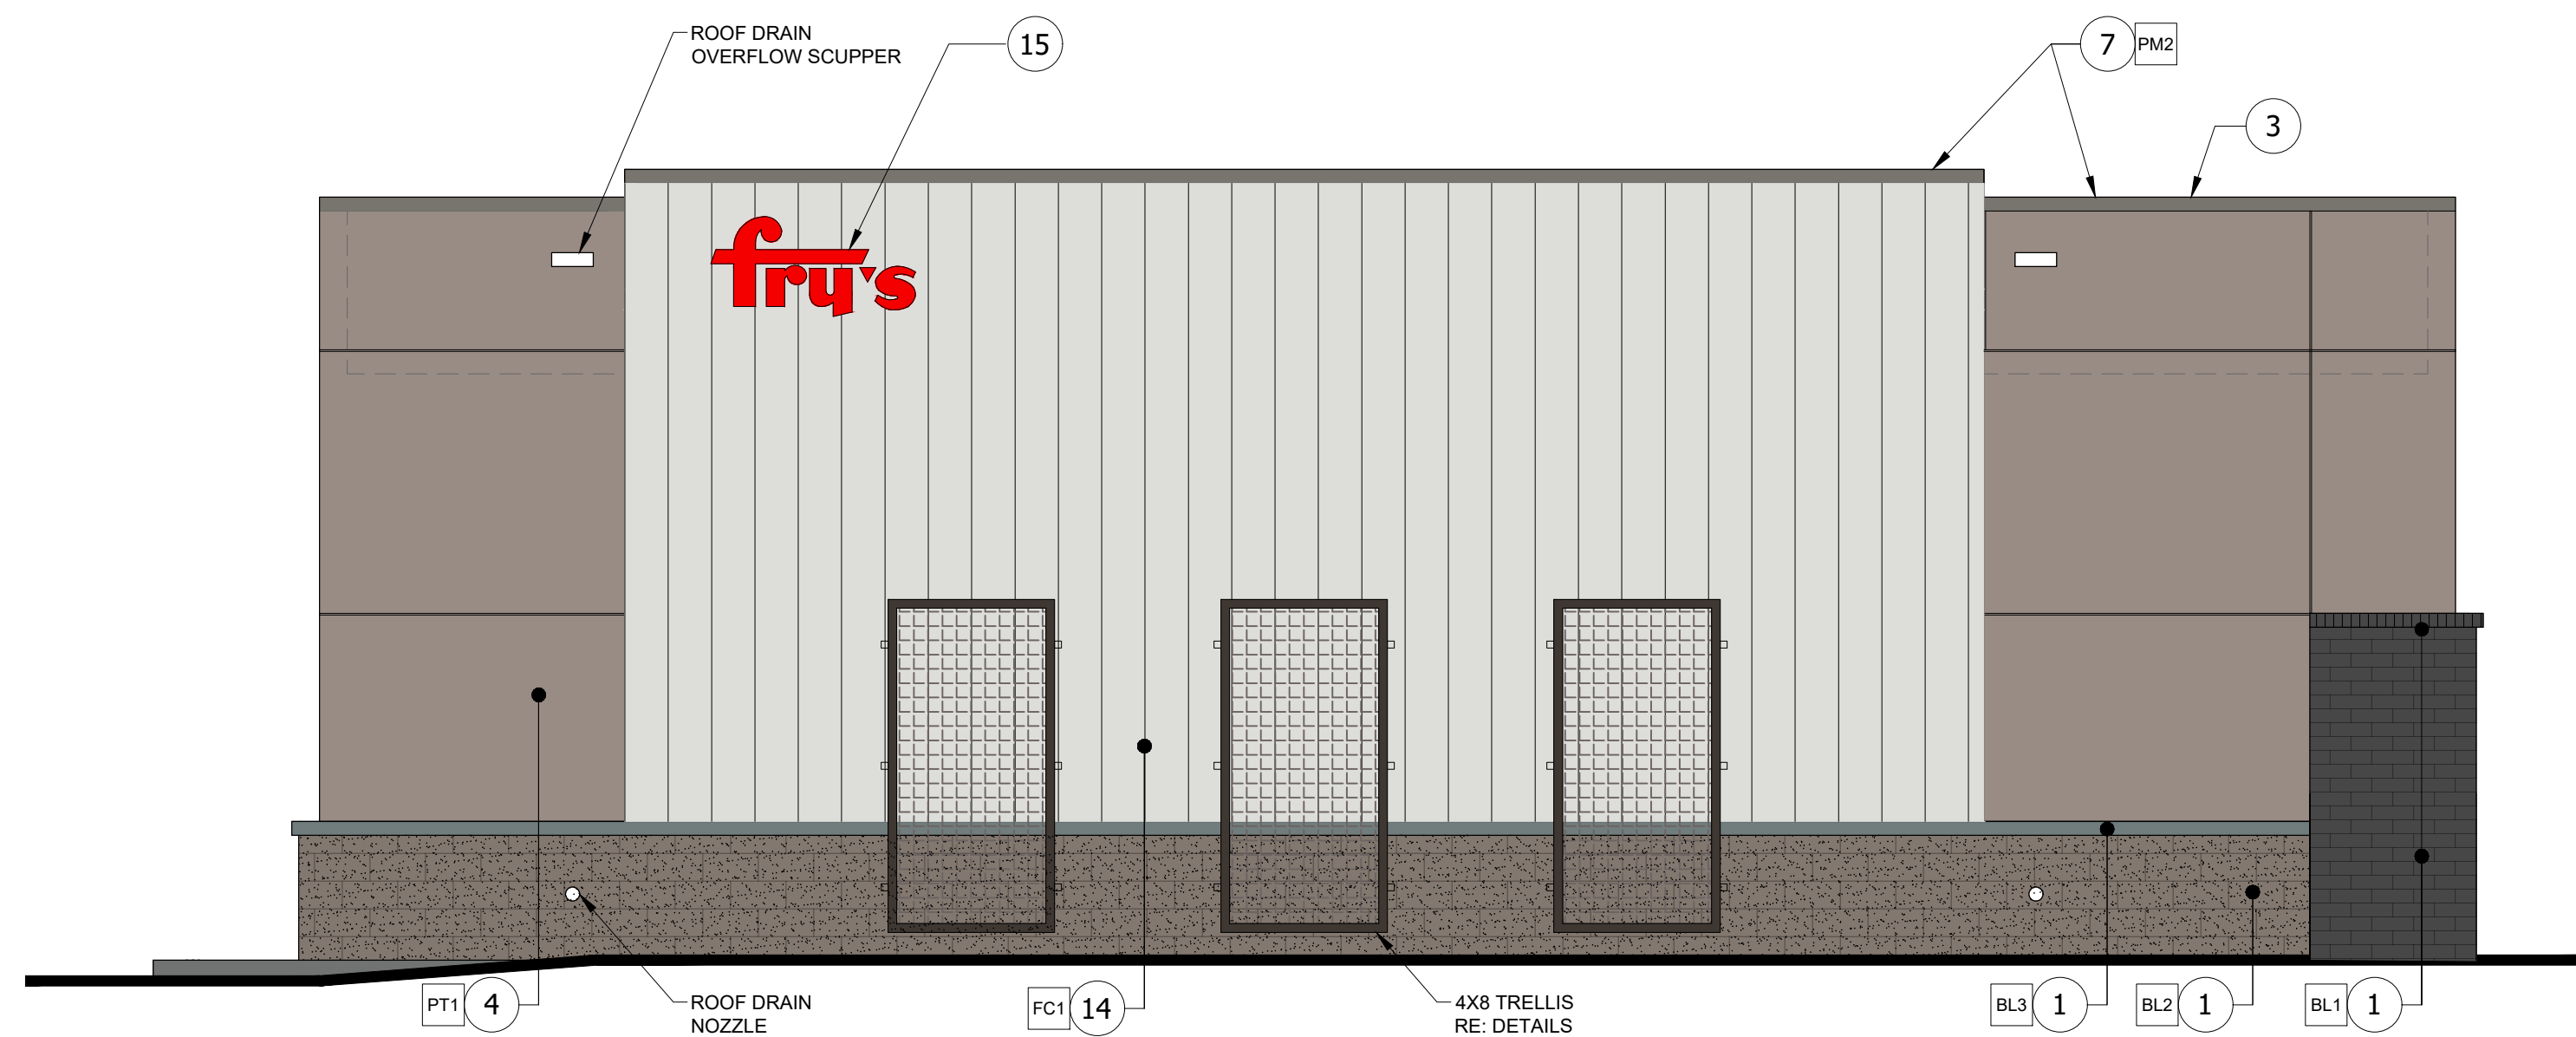 ROOF DRAIN
OVERFLOW SCUPPER
15
7 PM2
3
fry's
PT1 4
ROOF DRAIN
NOZZLE
FC1 14
4X8 TRELLIS
RE: DETAILS
BL3 1
BL2 1
BL1 1